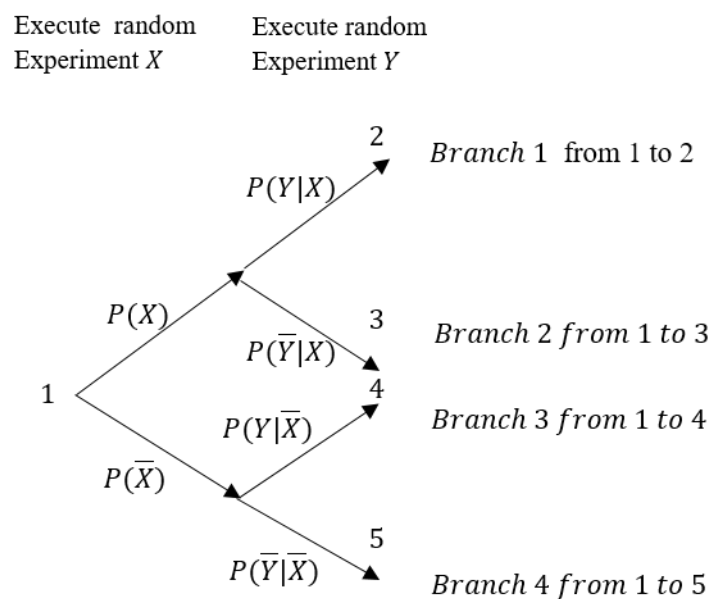 Execute random
Experiment X
Execute random
Experiment Y
2
Branch 1 from 1 to 2
P(Y|X)
P(X)
3
Branch 2 from 1 to 3
P(Y̅|X)
1
4
Branch 3 from 1 to 4
P(Y|X̅)
P(X̅)
5
P(Y̅|X̅)
Branch 4 from 1 to 5